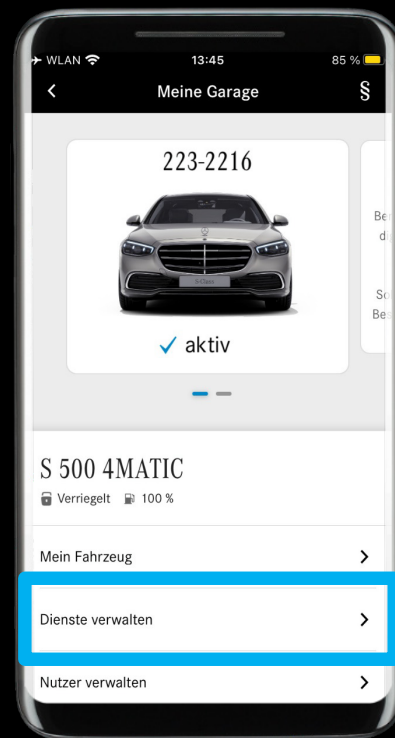 WLAN 13:45 85 %
Meine Garage §
223-2216
S-Class
aktiv
S 500 4MATIC
Verriegelt 100 %
Mein Fahrzeug
Dienste verwalten
Nutzer verwalten